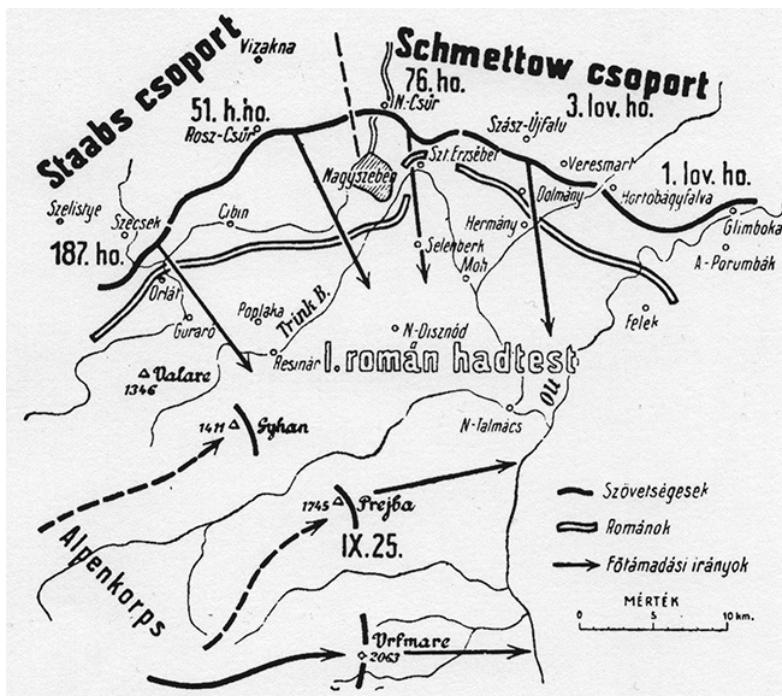 Staabs csoport
Schmettow csoport
Vizakna
51. h.ho.
Rosz-Csűr
N-Csűr
76. ho.
3. lov. ho.
Szász-Újfalu
Szt. Erzsébet
Veresmart
1. lov. ho.
Nagyszeben
Dolmány
Hortobágyfalva
Szelistye
Szecsek
Cibin
Hermány
Glimboka
187. ho.
Selenberk
A-Porumbák
Orlát
Moh
Guraró
Poplaka
Trink B.
Felek
N-Disznód
Resinár
I. román hadtest
Valare
1346
Olt
1411
Gyhan
N-Talmács
1745
Prejba
IX.25.
Alpenkorps
Vrfmare
2063
Szövetségesek
Románok
Főtámadási irányok
MÉRTÉK
0 5 10 km.